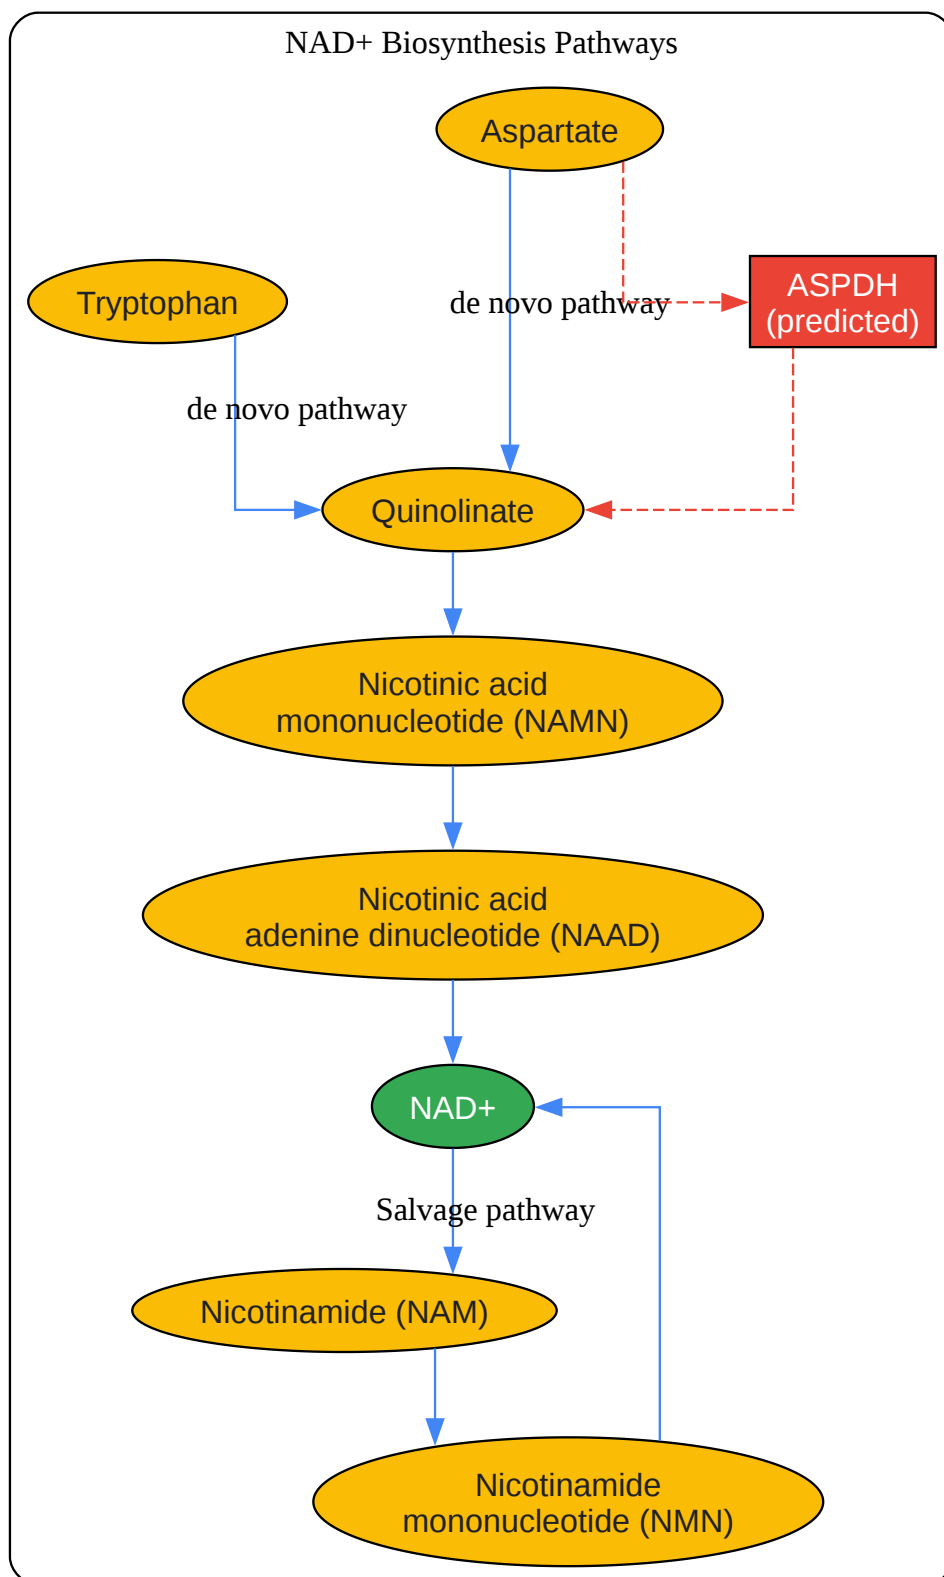 NAD+ Biosynthesis Pathways
Aspartate
Tryptophan
de novo pathway
ASPDH
(predicted)
de novo pathway
Quinolinate
Nicotinic acid
mononucleotide (NAMN)
Nicotinic acid
adenine dinucleotide (NAAD)
NAD+
Salvage pathway
Nicotinamide (NAM)
Nicotinamide
mononucleotide (NMN)